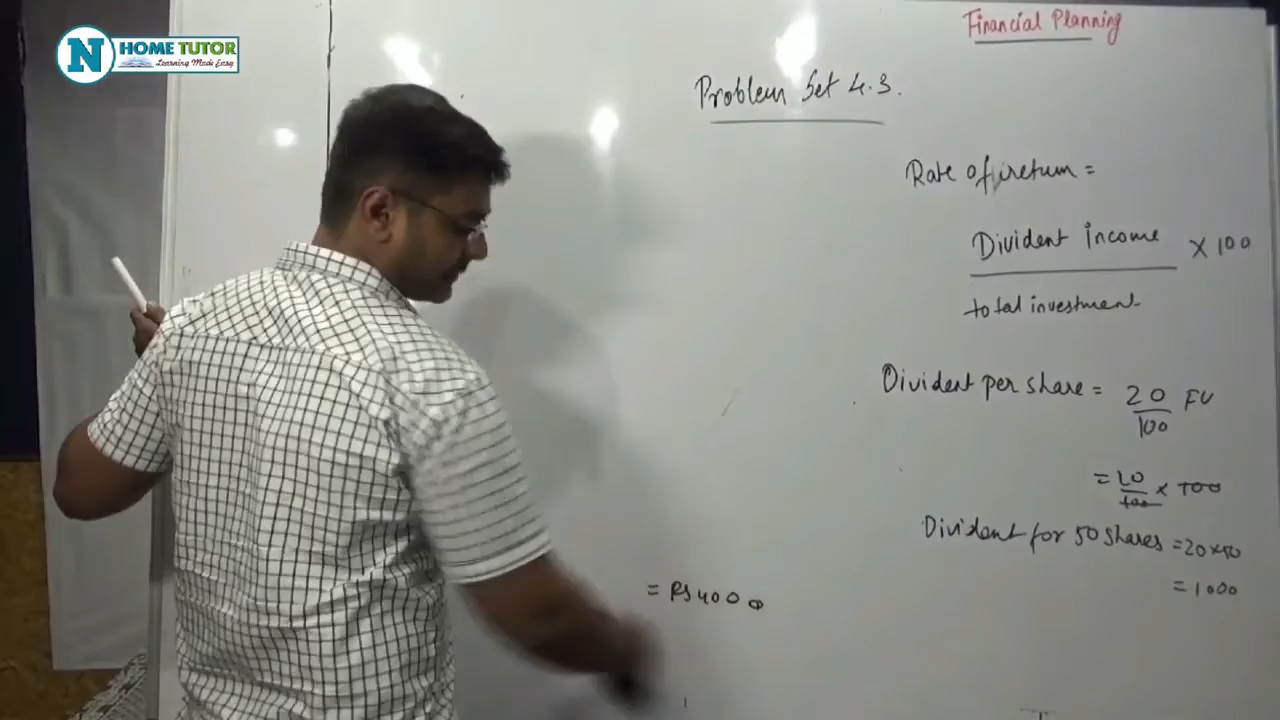 N HOME TUTOR
Learning Made Easy
Financial Planning
Problem Set 4.3.
Rate of return =
Divident income × 100
total investment
Divident per share = 20/100 FV
= 20/100 × 100
Divident for 50 shares = 20×50
= 1000
= Rs 4000